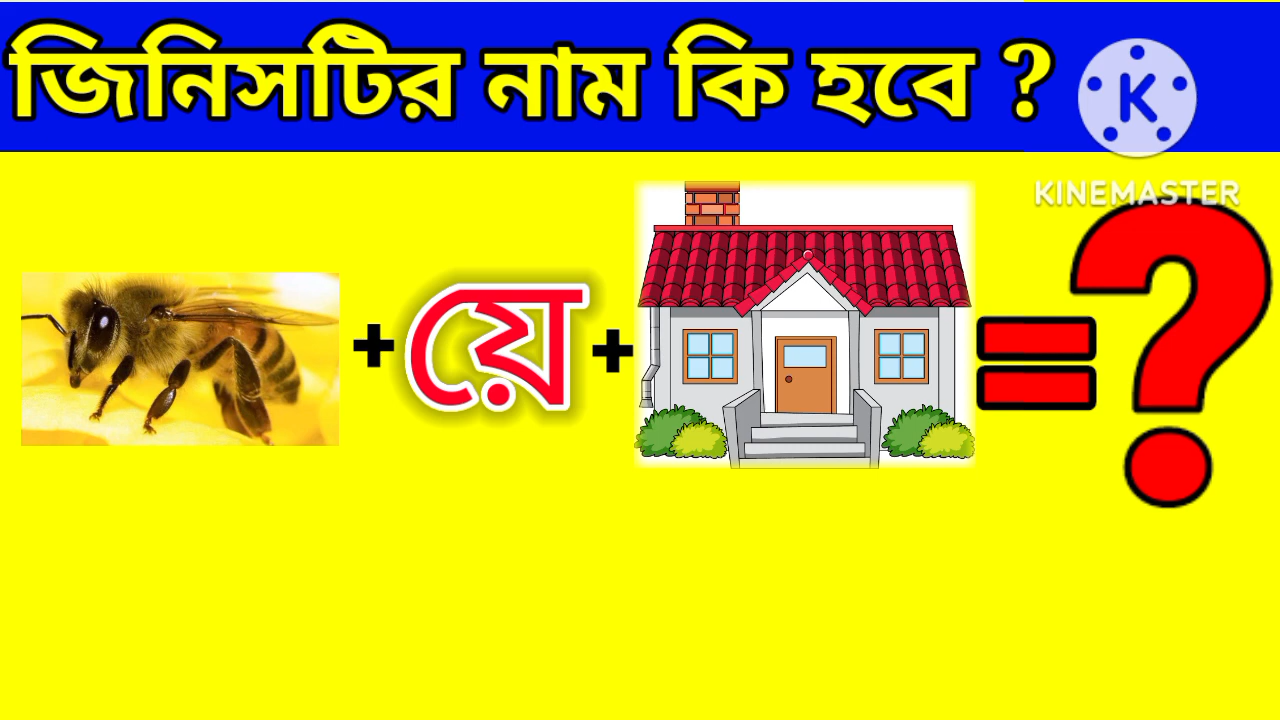 জিনিসটির নাম কি হবে ?
K
KINEMASTER
+ য়ে + = ?